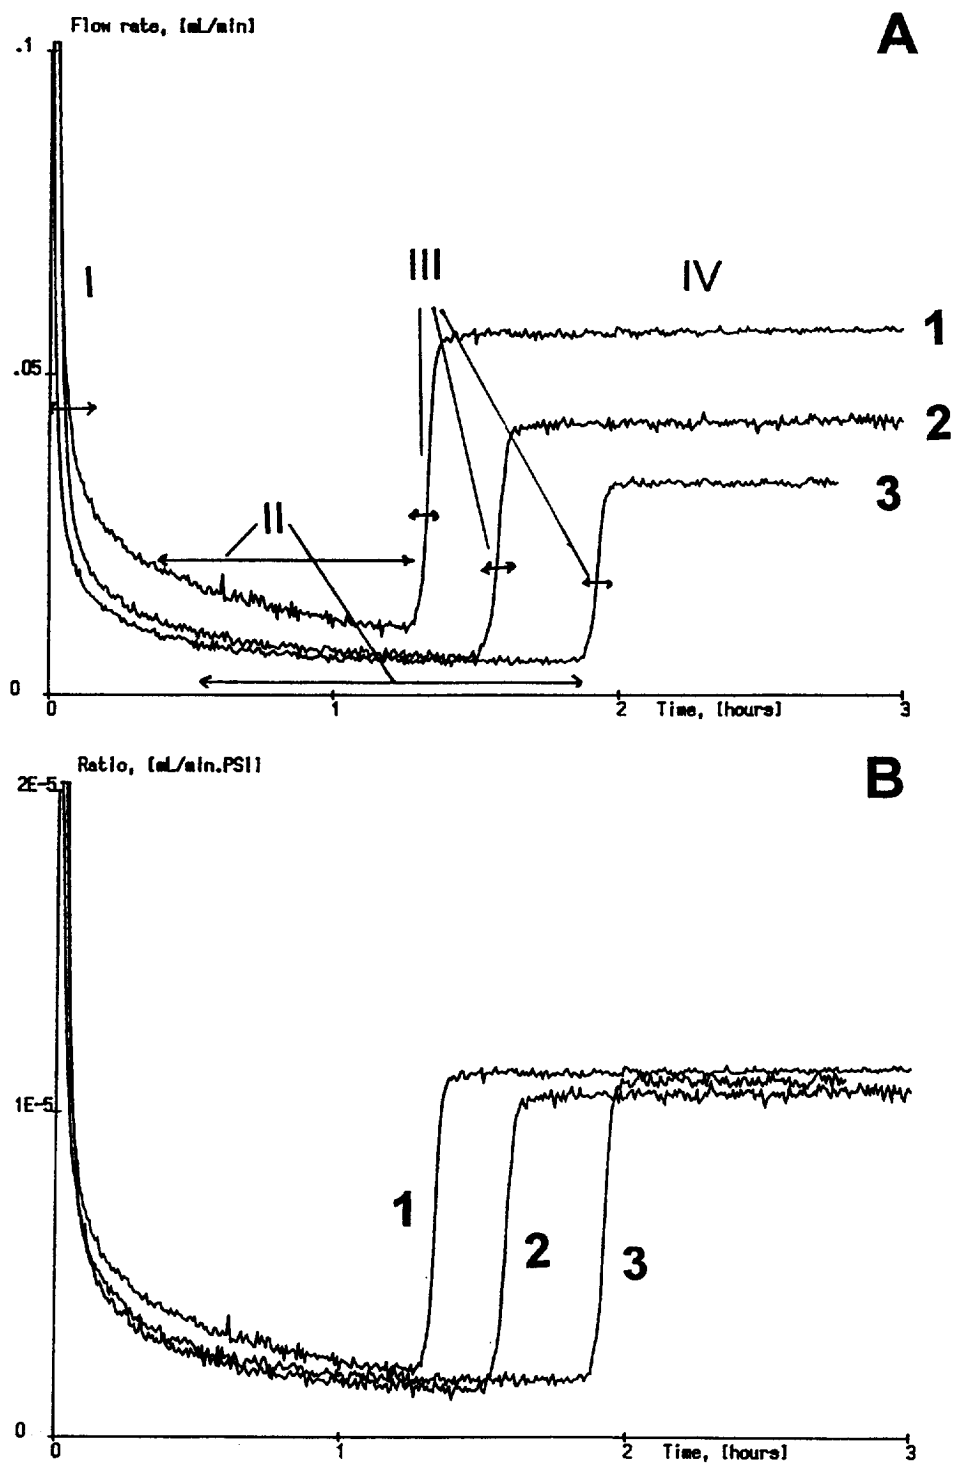 Flow rate, [mL/min]
A
.1
I
III
IV
1
.05
2
3
II
0
0
1
2
Time, [hours]
3
Ratio, [mL/min.PSI]
B
2E-5
1E-5
1
2
3
0
0
1
2
Time, [hours]
3